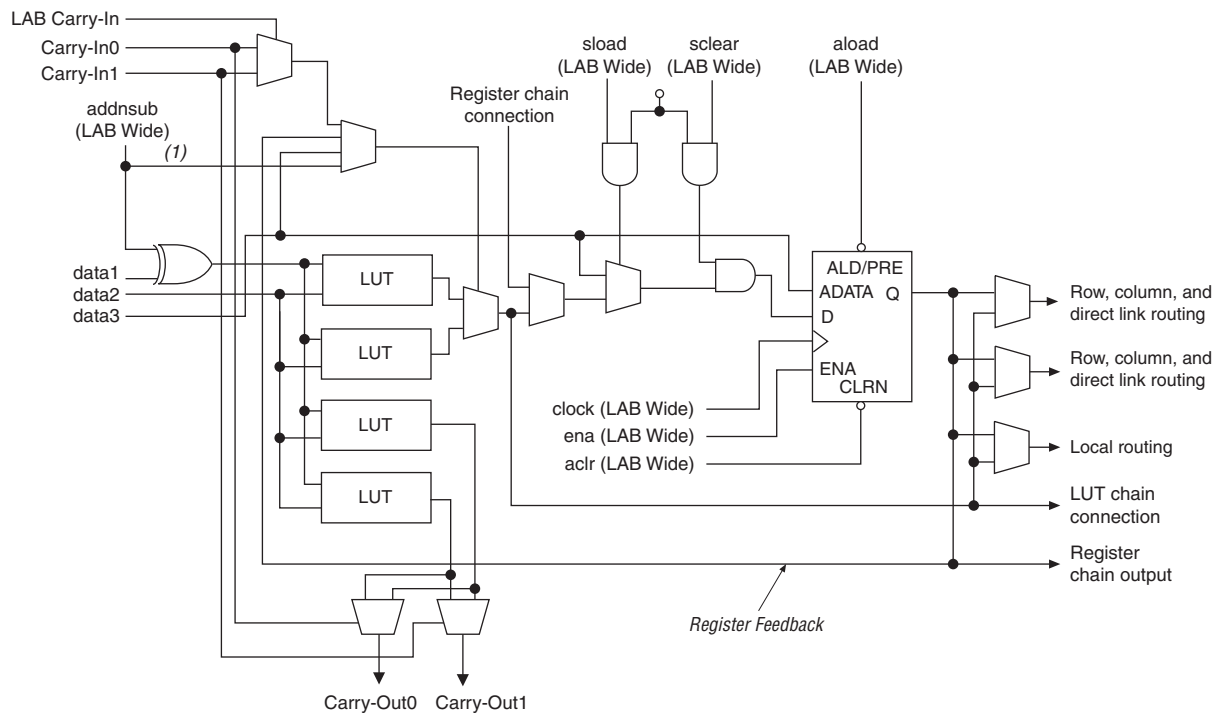 LAB Carry-In
Carry-In0
Carry-In1
addnsub
(LAB Wide)
(1)
data1
data2
data3
LUT
LUT
LUT
LUT
Register chain
connection
sload
(LAB Wide)
sclear
(LAB Wide)
aload
(LAB Wide)
ALD/PRE
ADATA
Q
D
ENA
CLRN
clock (LAB Wide)
ena (LAB Wide)
aclr (LAB Wide)
Row, column, and
direct link routing
Row, column, and
direct link routing
Local routing
LUT chain
connection
Register
chain output
Register Feedback
Carry-Out0
Carry-Out1